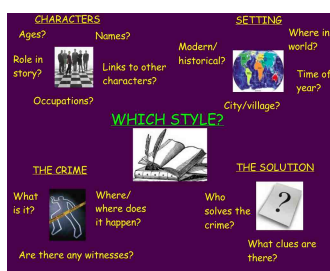 CHARACTERS
Ages?
Names?
Role in
story?
Links to other
characters?
Occupations?
SETTING
Modern/
historical?
Where in
world?
Time of
year?
City/village?
WHICH STYLE?
THE CRIME
What
is it?
Where/
where does
it happen?
Are there any witnesses?
THE SOLUTION
Who
solves the
crime?
?
What clues are
there?